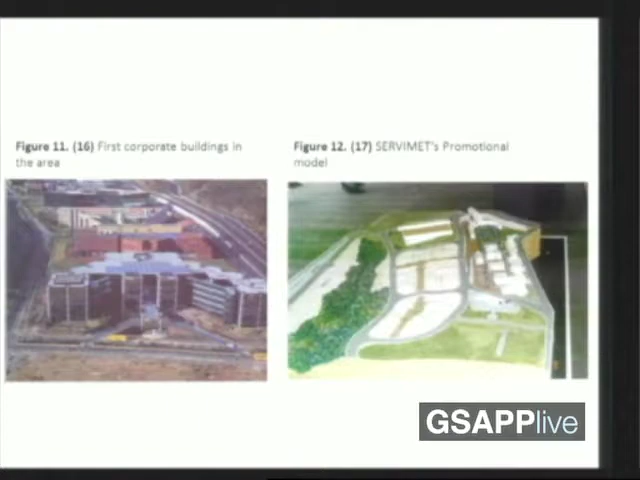 Figure 11. (16) First corporate buildings in
the area
Figure 12. (17) SERVIMET's Promotional
model
GSAPPlive